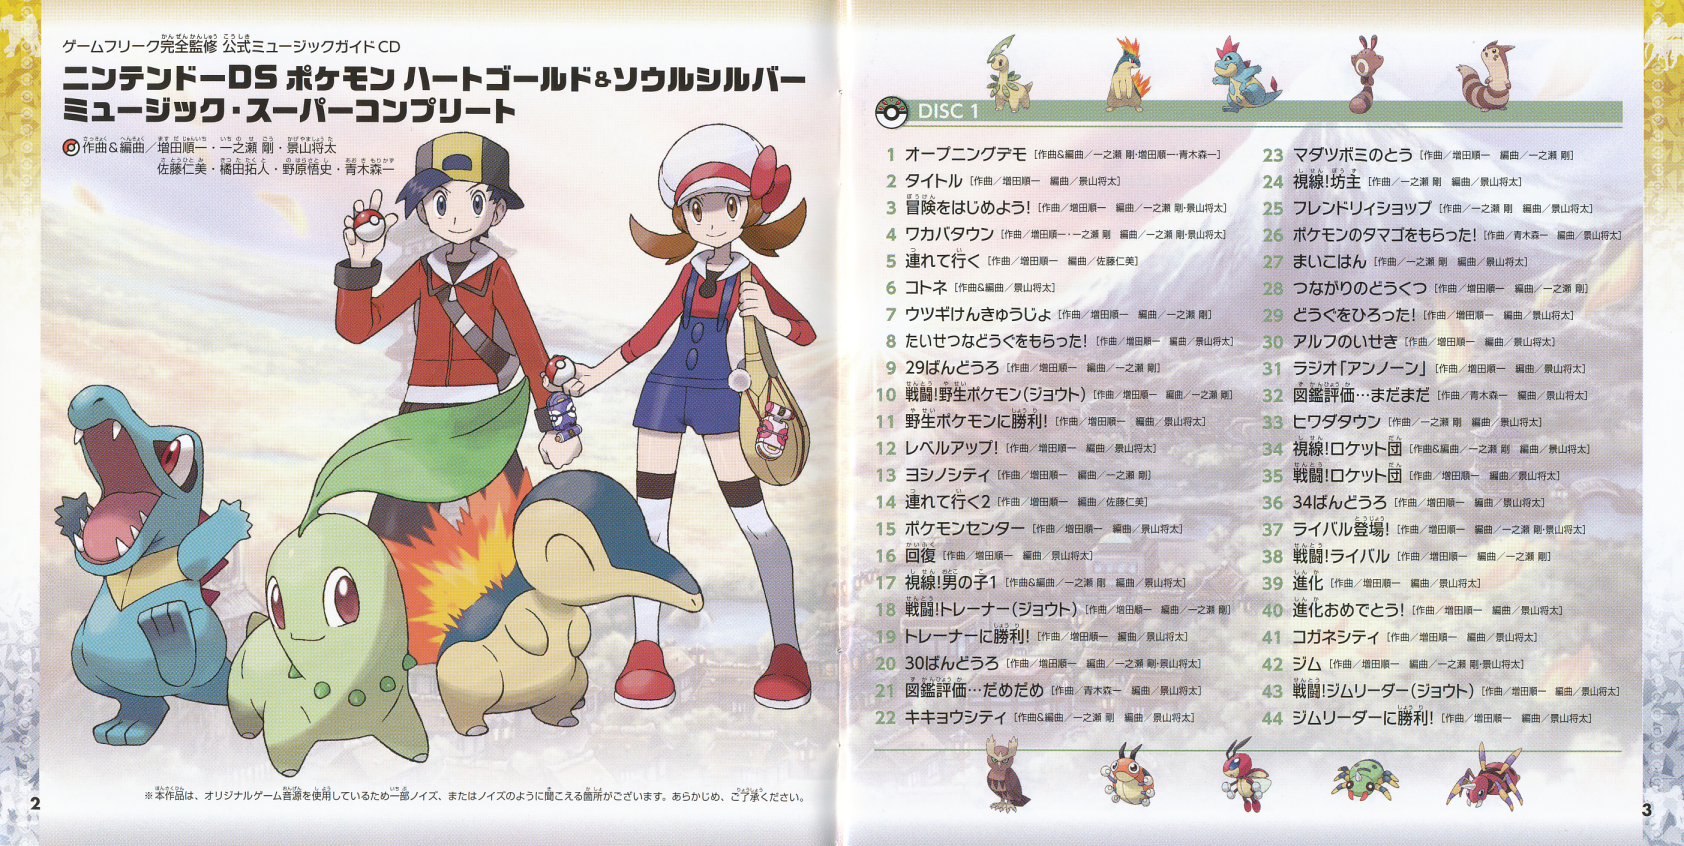 ゲームフリーク完全監修 公式ミュージックガイドCD
ニンテンドーDS ポケモン ハートゴールド&ソウルシルバー
ミュージック・スーパーコンプリート
作曲&編曲／増田順一・一之瀬 剛・景山将太
佐藤仁美・橘田拓人・野原悟史・青木森一
※本作品は、オリジナルゲーム音源を使用しているため一部ノイズ、またはノイズのように聞こえる箇所がございます。あらかじめ、ご了承ください。
2
DISC 1
1 オープニングデモ [作曲&編曲／一之瀬 剛・増田順一・青木森一]
2 タイトル [作曲／増田順一 編曲／景山将太]
3 冒険をはじめよう! [作曲／増田順一 編曲／一之瀬 剛・景山将太]
4 ワカバタウン [作曲／増田順一・一之瀬 剛 編曲／一之瀬 剛・景山将太]
5 連れて行く [作曲／増田順一 編曲／佐藤仁美]
6 コトネ [作曲&編曲／景山将太]
7 ウツギけんきゅうじょ [作曲／増田順一 編曲／一之瀬 剛]
8 たいせつなどうぐをもらった! [作曲／増田順一 編曲／景山将太]
9 29ばんどうろ [作曲／増田順一 編曲／一之瀬 剛]
10 戦闘!野生ポケモン(ジョウト) [作曲／増田順一 編曲／一之瀬 剛]
11 野生ポケモンに勝利! [作曲／増田順一 編曲／景山将太]
12 レベルアップ! [作曲／増田順一 編曲／景山将太]
13 ヨシノシティ [作曲／増田順一 編曲／一之瀬 剛]
14 連れて行く2 [作曲／増田順一 編曲／佐藤仁美]
15 ポケモンセンター [作曲／増田順一 編曲／景山将太]
16 回復 [作曲／増田順一 編曲／景山将太]
17 視線!男の子1 [作曲&編曲／一之瀬 剛 編曲／景山将太]
18 戦闘!トレーナー(ジョウト) [作曲／増田順一 編曲／一之瀬 剛]
19 トレーナーに勝利! [作曲／増田順一 編曲／景山将太]
20 30ばんどうろ [作曲／増田順一 編曲／一之瀬 剛・景山将太]
21 図鑑評価…だめだめ [作曲／青木森一 編曲／景山将太]
22 キキョウシティ [作曲&編曲／一之瀬 剛 編曲／景山将太]
23 マダツボミのとう [作曲／増田順一 編曲／一之瀬 剛]
24 視線!坊主 [作曲／一之瀬 剛 編曲／景山将太]
25 フレンドリィショップ [作曲／一之瀬 剛 編曲／景山将太]
26 ポケモンのタマゴをもらった! [作曲／青木森一 編曲／景山将太]
27 まいこはん [作曲／一之瀬 剛 編曲／景山将太]
28 つながりのどうくつ [作曲／増田順一 編曲／一之瀬 剛]
29 どうぐをひろった! [作曲／増田順一 編曲／景山将太]
30 アルフのいせき [作曲／増田順一 編曲／景山将太]
31 ラジオ「アンノーン」 [作曲／増田順一 編曲／景山将太]
32 図鑑評価…まだまだ [作曲／青木森一 編曲／景山将太]
33 ヒワダタウン [作曲／一之瀬 剛 編曲／景山将太]
34 視線!ロケット団 [作曲&編曲／一之瀬 剛 編曲／景山将太]
35 戦闘!ロケット団 [作曲／増田順一 編曲／景山将太]
36 34ばんどうろ [作曲／増田順一 編曲／景山将太]
37 ライバル登場! [作曲／増田順一 編曲／一之瀬 剛・景山将太]
38 戦闘!ライバル [作曲／増田順一 編曲／一之瀬 剛]
39 進化 [作曲／増田順一 編曲／景山将太]
40 進化おめでとう! [作曲／増田順一 編曲／景山将太]
41 コガネシティ [作曲／増田順一 編曲／景山将太]
42 ジム [作曲／増田順一 編曲／一之瀬 剛・景山将太]
43 戦闘!ジムリーダー(ジョウト) [作曲／増田順一 編曲／景山将太]
44 ジムリーダーに勝利! [作曲／増田順一 編曲／景山将太]
3